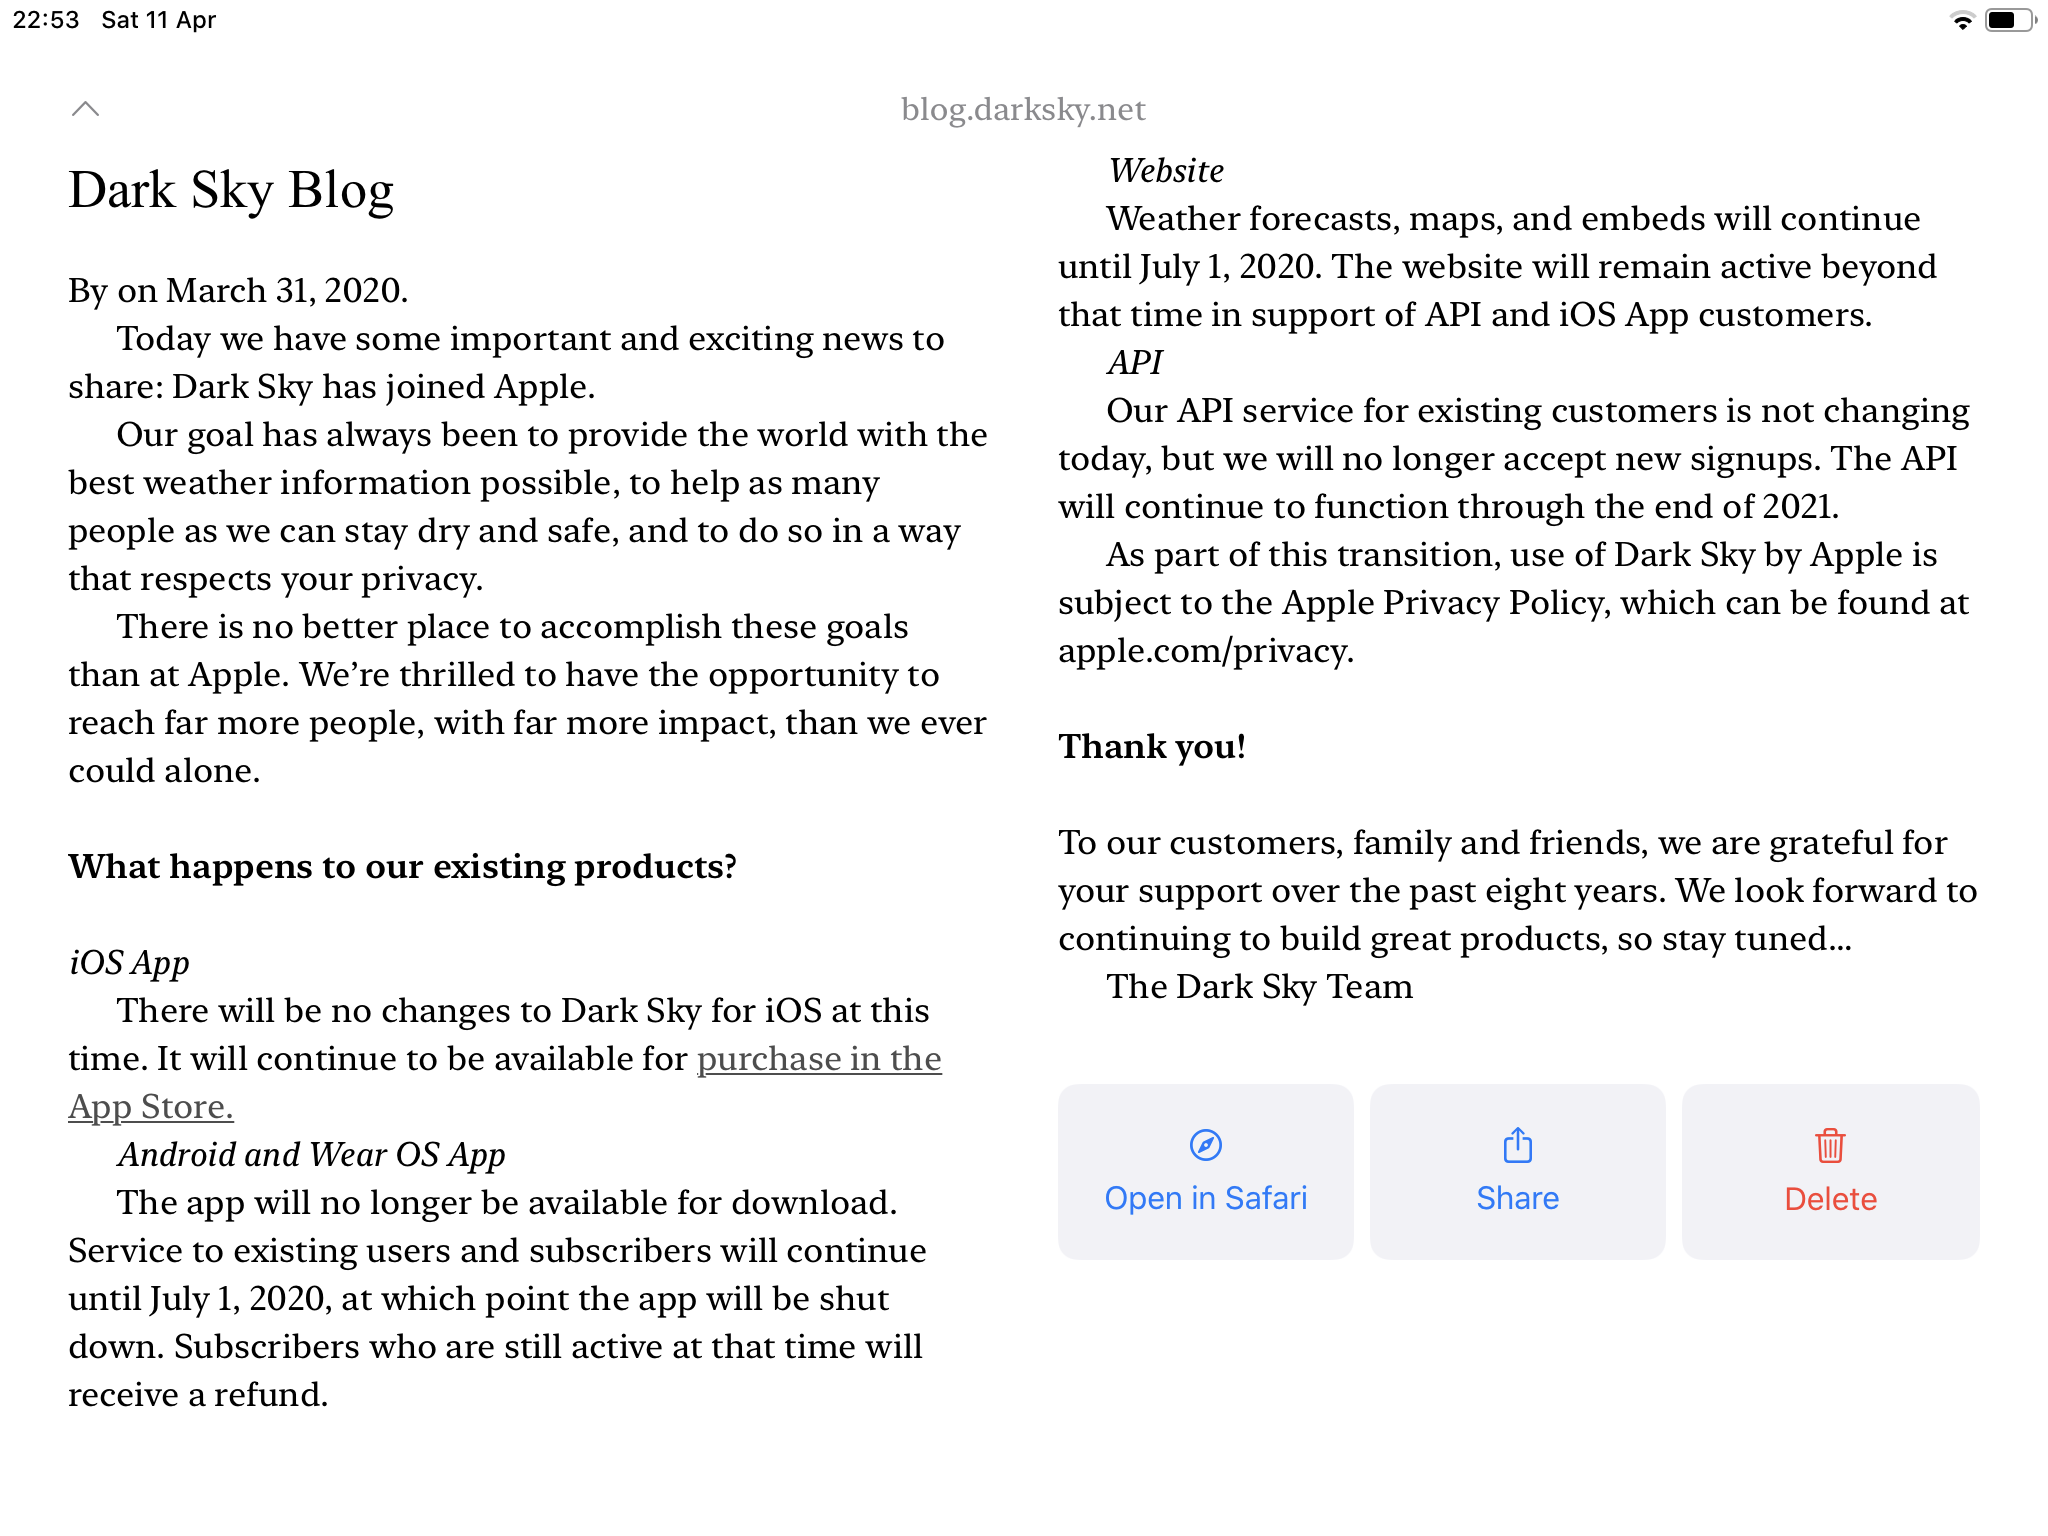 22:53 Sat 11 Apr
blog.darksky.net
Dark Sky Blog
By on March 31, 2020.
Today we have some important and exciting news to
share: Dark Sky has joined Apple.
Our goal has always been to provide the world with the
best weather information possible, to help as many
people as we can stay dry and safe, and to do so in a way
that respects your privacy.
There is no better place to accomplish these goals
than at Apple. We’re thrilled to have the opportunity to
reach far more people, with far more impact, than we ever
could alone.
What happens to our existing products?
iOS App
There will be no changes to Dark Sky for iOS at this
time. It will continue to be available for purchase in the
App Store.
Android and Wear OS App
The app will no longer be available for download.
Service to existing users and subscribers will continue
until July 1, 2020, at which point the app will be shut
down. Subscribers who are still active at that time will
receive a refund.
Website
Weather forecasts, maps, and embeds will continue
until July 1, 2020. The website will remain active beyond
that time in support of API and iOS App customers.
API
Our API service for existing customers is not changing
today, but we will no longer accept new signups. The API
will continue to function through the end of 2021.
As part of this transition, use of Dark Sky by Apple is
subject to the Apple Privacy Policy, which can be found at
apple.com/privacy.
Thank you!
To our customers, family and friends, we are grateful for
your support over the past eight years. We look forward to
continuing to build great products, so stay tuned…
The Dark Sky Team
Open in Safari
Share
Delete